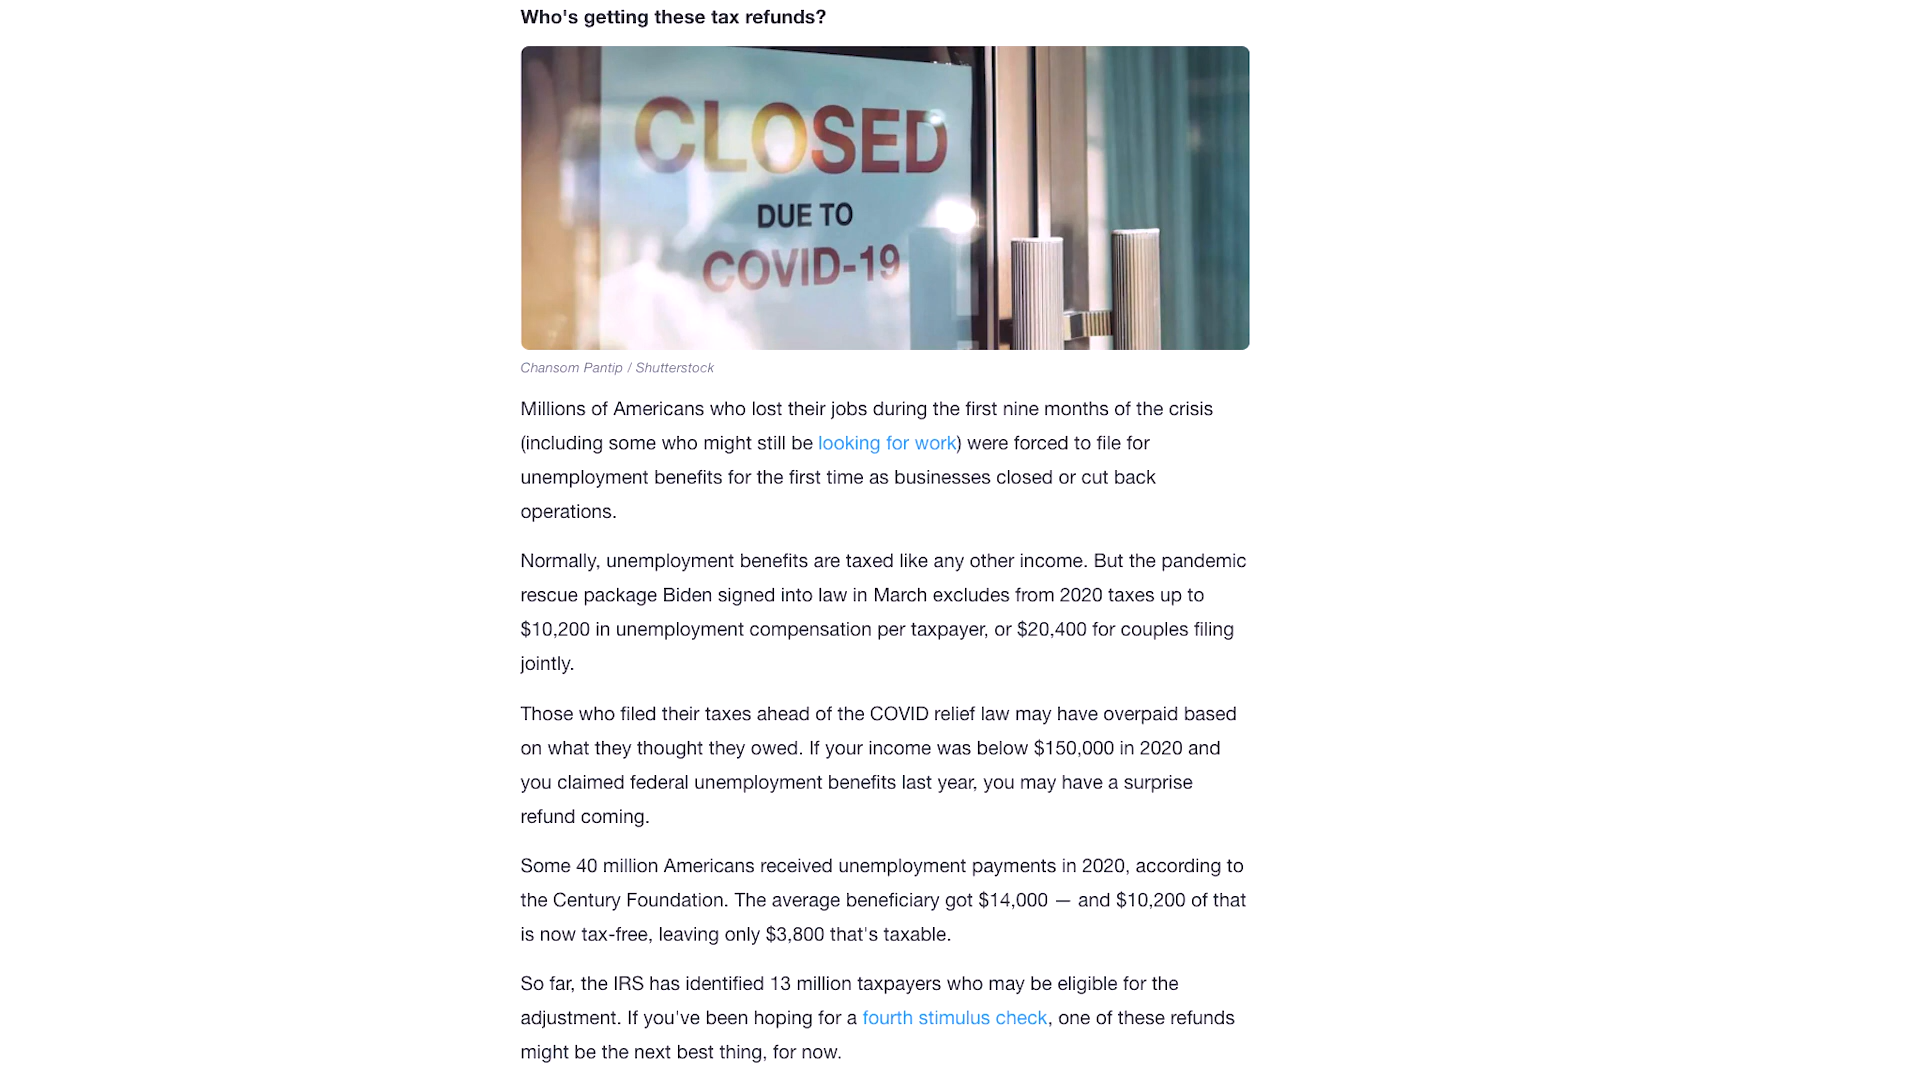 Who's getting these tax refunds?
CLOSED
DUE TO
COVID-19
Chansom Pantip / Shutterstock
Millions of Americans who lost their jobs during the first nine months of the crisis
(including some who might still be looking for work) were forced to file for
unemployment benefits for the first time as businesses closed or cut back
operations.
Normally, unemployment benefits are taxed like any other income. But the pandemic
rescue package Biden signed into law in March excludes from 2020 taxes up to
$10,200 in unemployment compensation per taxpayer, or $20,400 for couples filing
jointly.
Those who filed their taxes ahead of the COVID relief law may have overpaid based
on what they thought they owed. If your income was below $150,000 in 2020 and
you claimed federal unemployment benefits last year, you may have a surprise
refund coming.
Some 40 million Americans received unemployment payments in 2020, according to
the Century Foundation. The average beneficiary got $14,000 — and $10,200 of that
is now tax-free, leaving only $3,800 that's taxable.
So far, the IRS has identified 13 million taxpayers who may be eligible for the
adjustment. If you've been hoping for a fourth stimulus check, one of these refunds
might be the next best thing, for now.